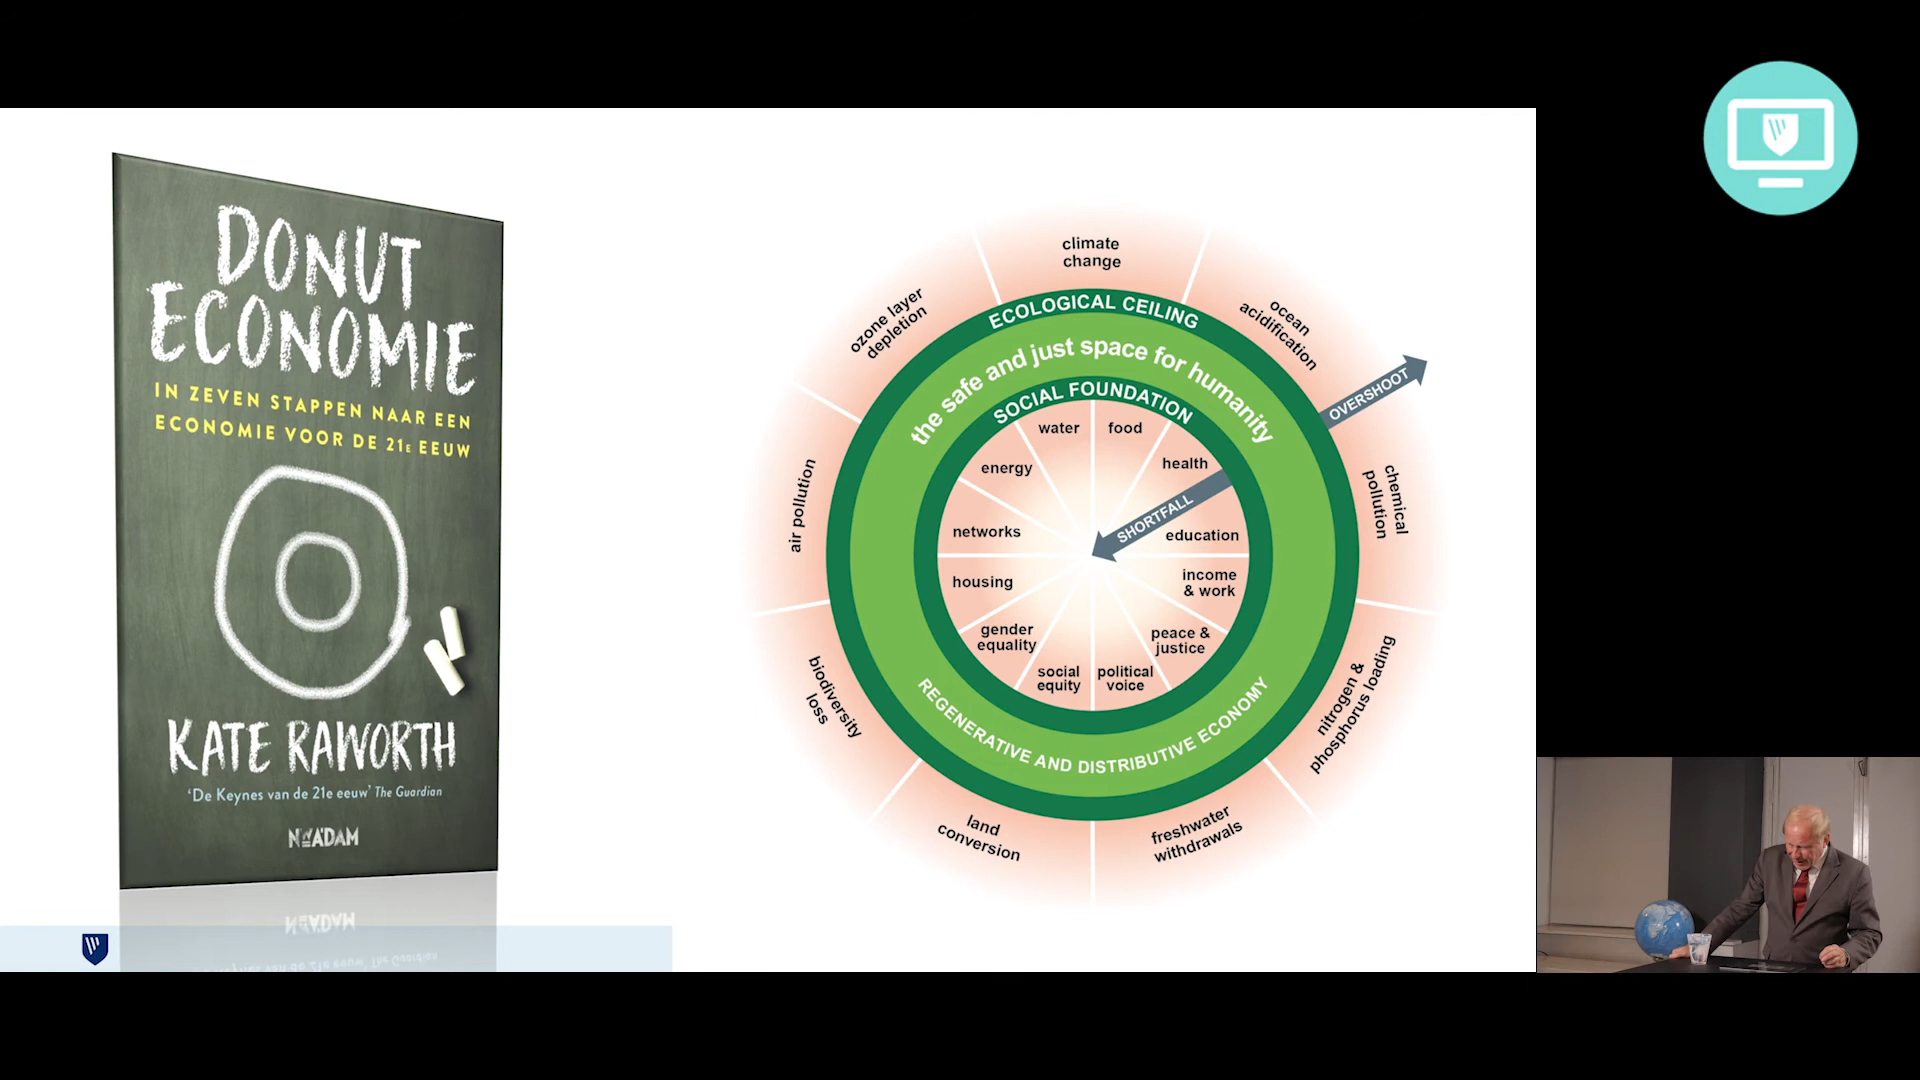 DONUT
ECONOMIE
IN ZEVEN STAPPEN NAAR EEN
ECONOMIE VOOR DE 21E EEUW
KATE RAWORTH
‘De Keynes van de 21e eeuw’ The Guardian
NWADAM
climate
change
ocean
acidification
chemical
pollution
nitrogen &
phosphorus loading
freshwater
withdrawals
land
conversion
biodiversity
loss
air pollution
ozone layer
depletion
OVERSHOOT
ECOLOGICAL CEILING
the safe and just space for humanity
SOCIAL FOUNDATION
water
food
health
SHORTFALL
education
income
& work
peace &
justice
political
voice
social
equity
gender
equality
housing
networks
energy
REGENERATIVE AND DISTRIBUTIVE ECONOMY